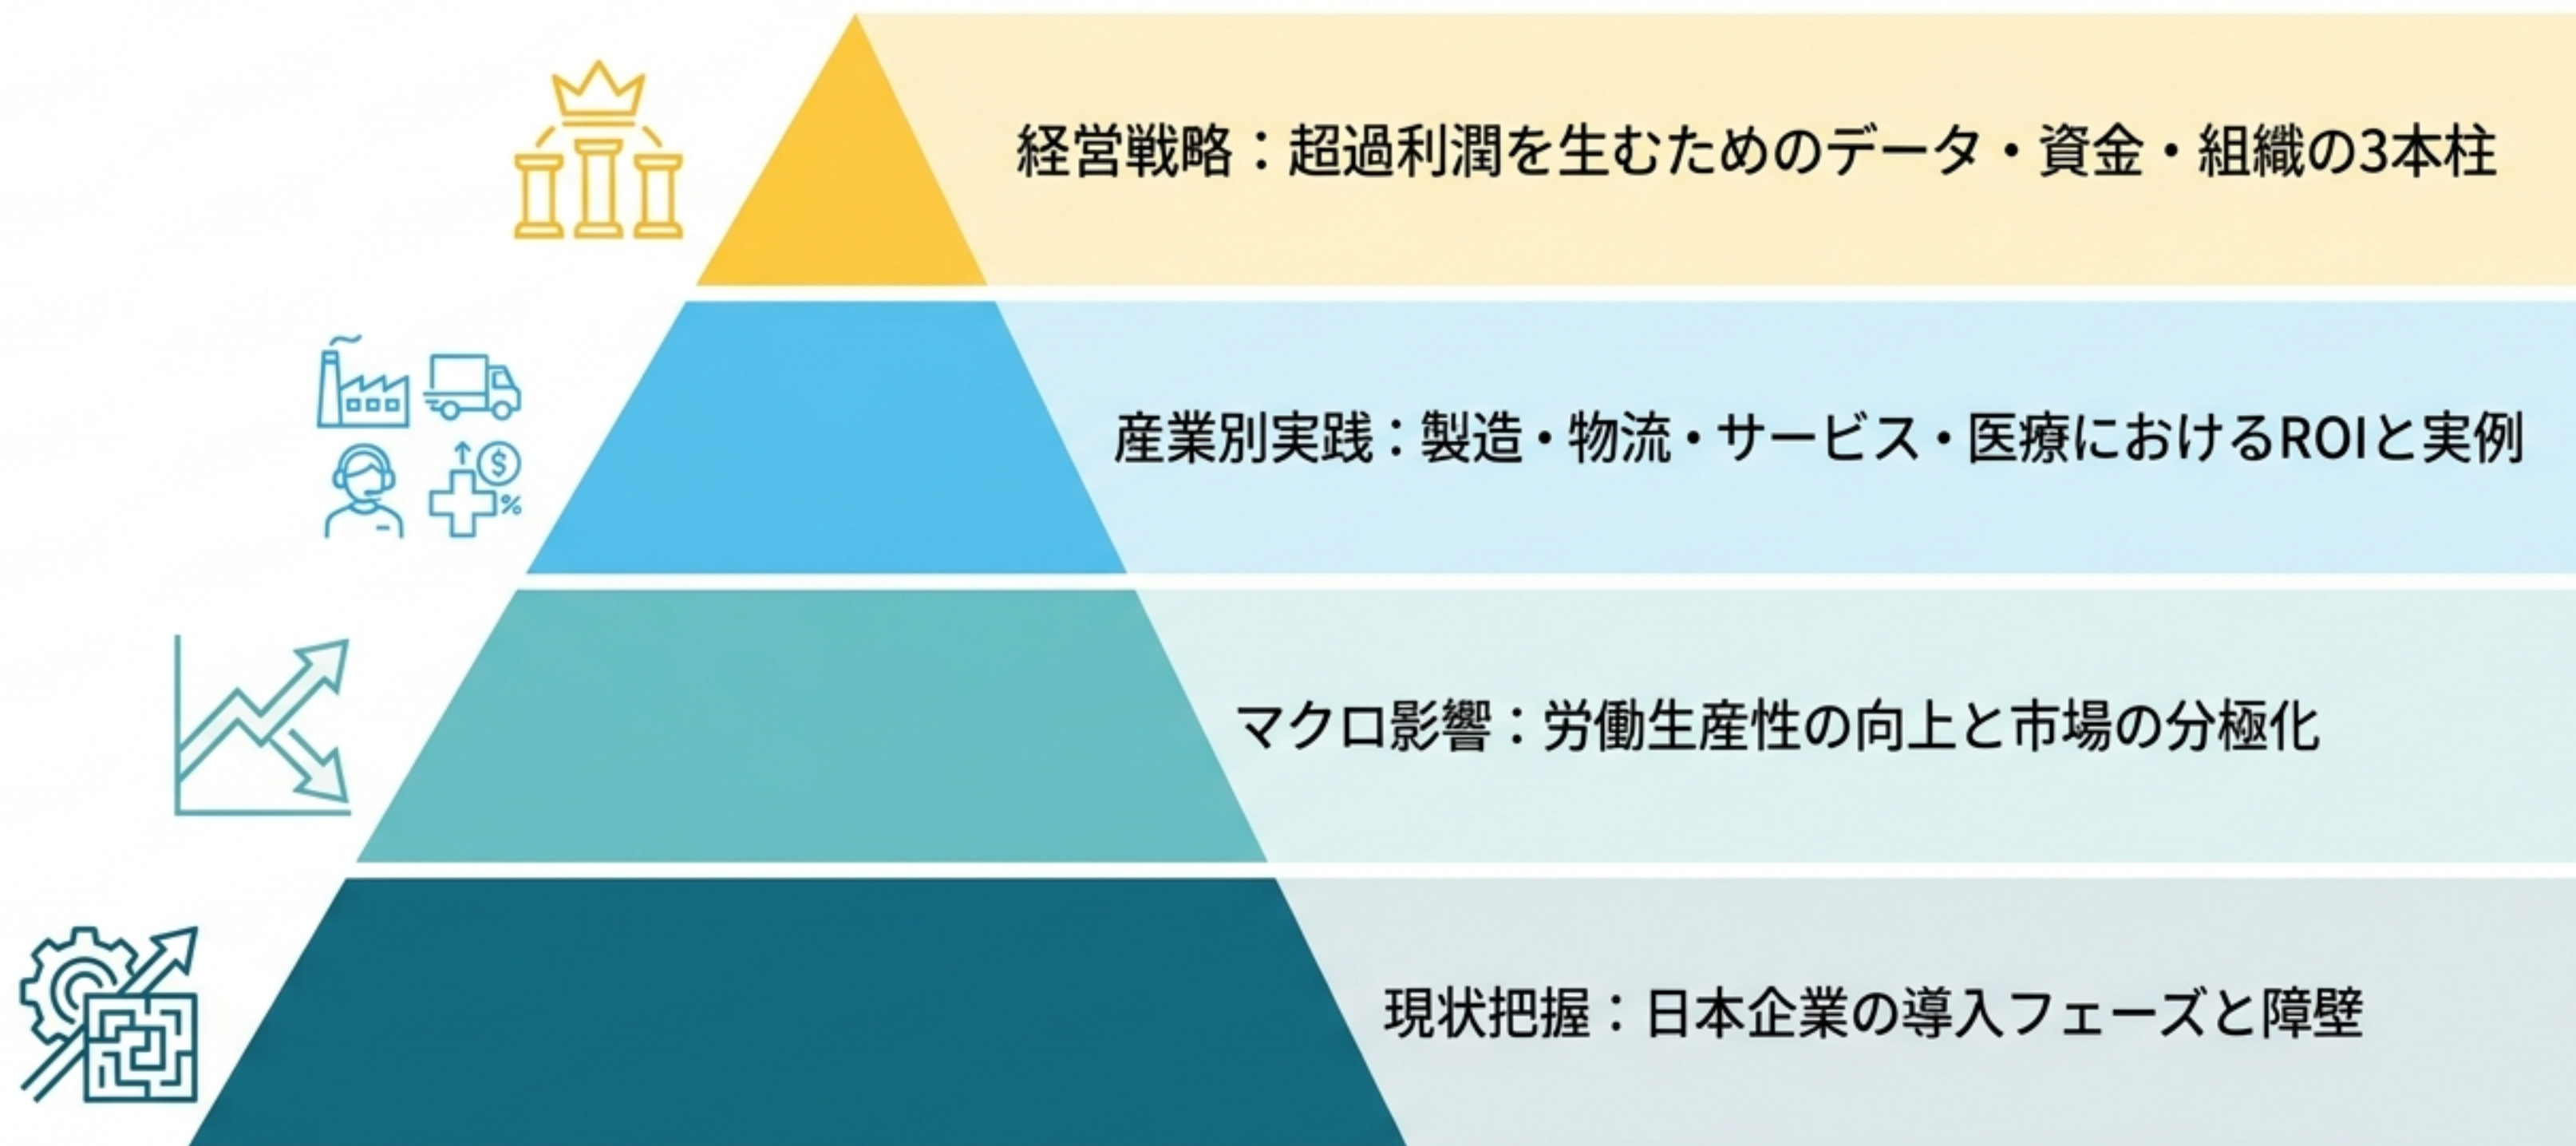 経営戦略：超過利潤を生むためのデータ・資金・組織の3本柱
産業別実践：製造・物流・サービス・医療におけるROIと実例
マクロ影響：労働生産性の向上と市場の分極化
現状把握：日本企業の導入フェーズと障壁
$
%